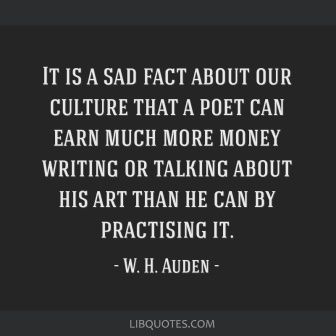 It is a sad fact about our
culture that a poet can
earn much more money
writing or talking about
his art than he can by
practising it.
- W. H. Auden -
LIBQUOTES.COM